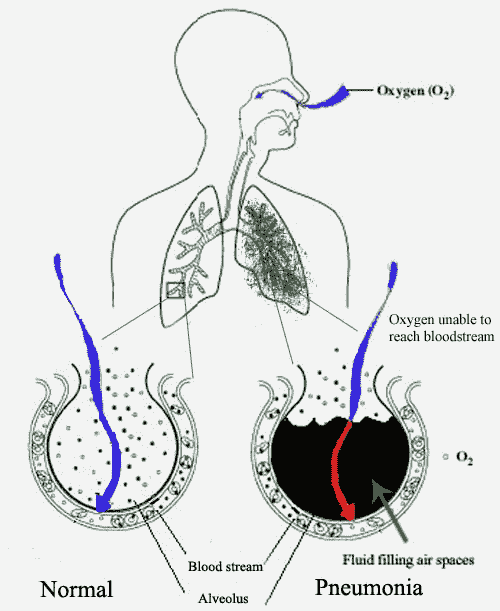 Oxygen (O₂)
Oxygen unable to
reach bloodstream
O₂
Fluid filling air spaces
Blood stream
Alveolus
Normal
Pneumonia